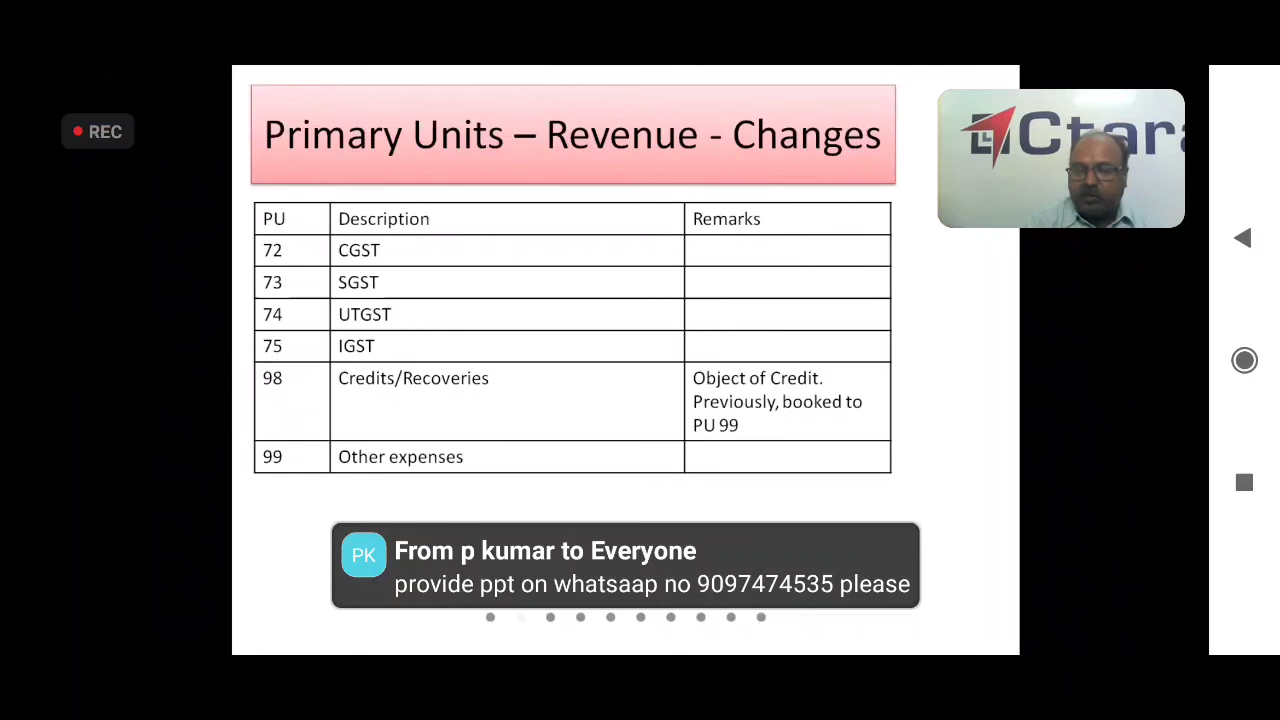 REC
Primary Units – Revenue - Changes
Ctara
PU Description Remarks
72 CGST
73 SGST
74 UTGST
75 IGST
98 Credits/Recoveries Object of Credit.
Previously, booked to
PU 99
99 Other expenses
PK
From p kumar to Everyone
provide ppt on whatsaap no 9097474535 please